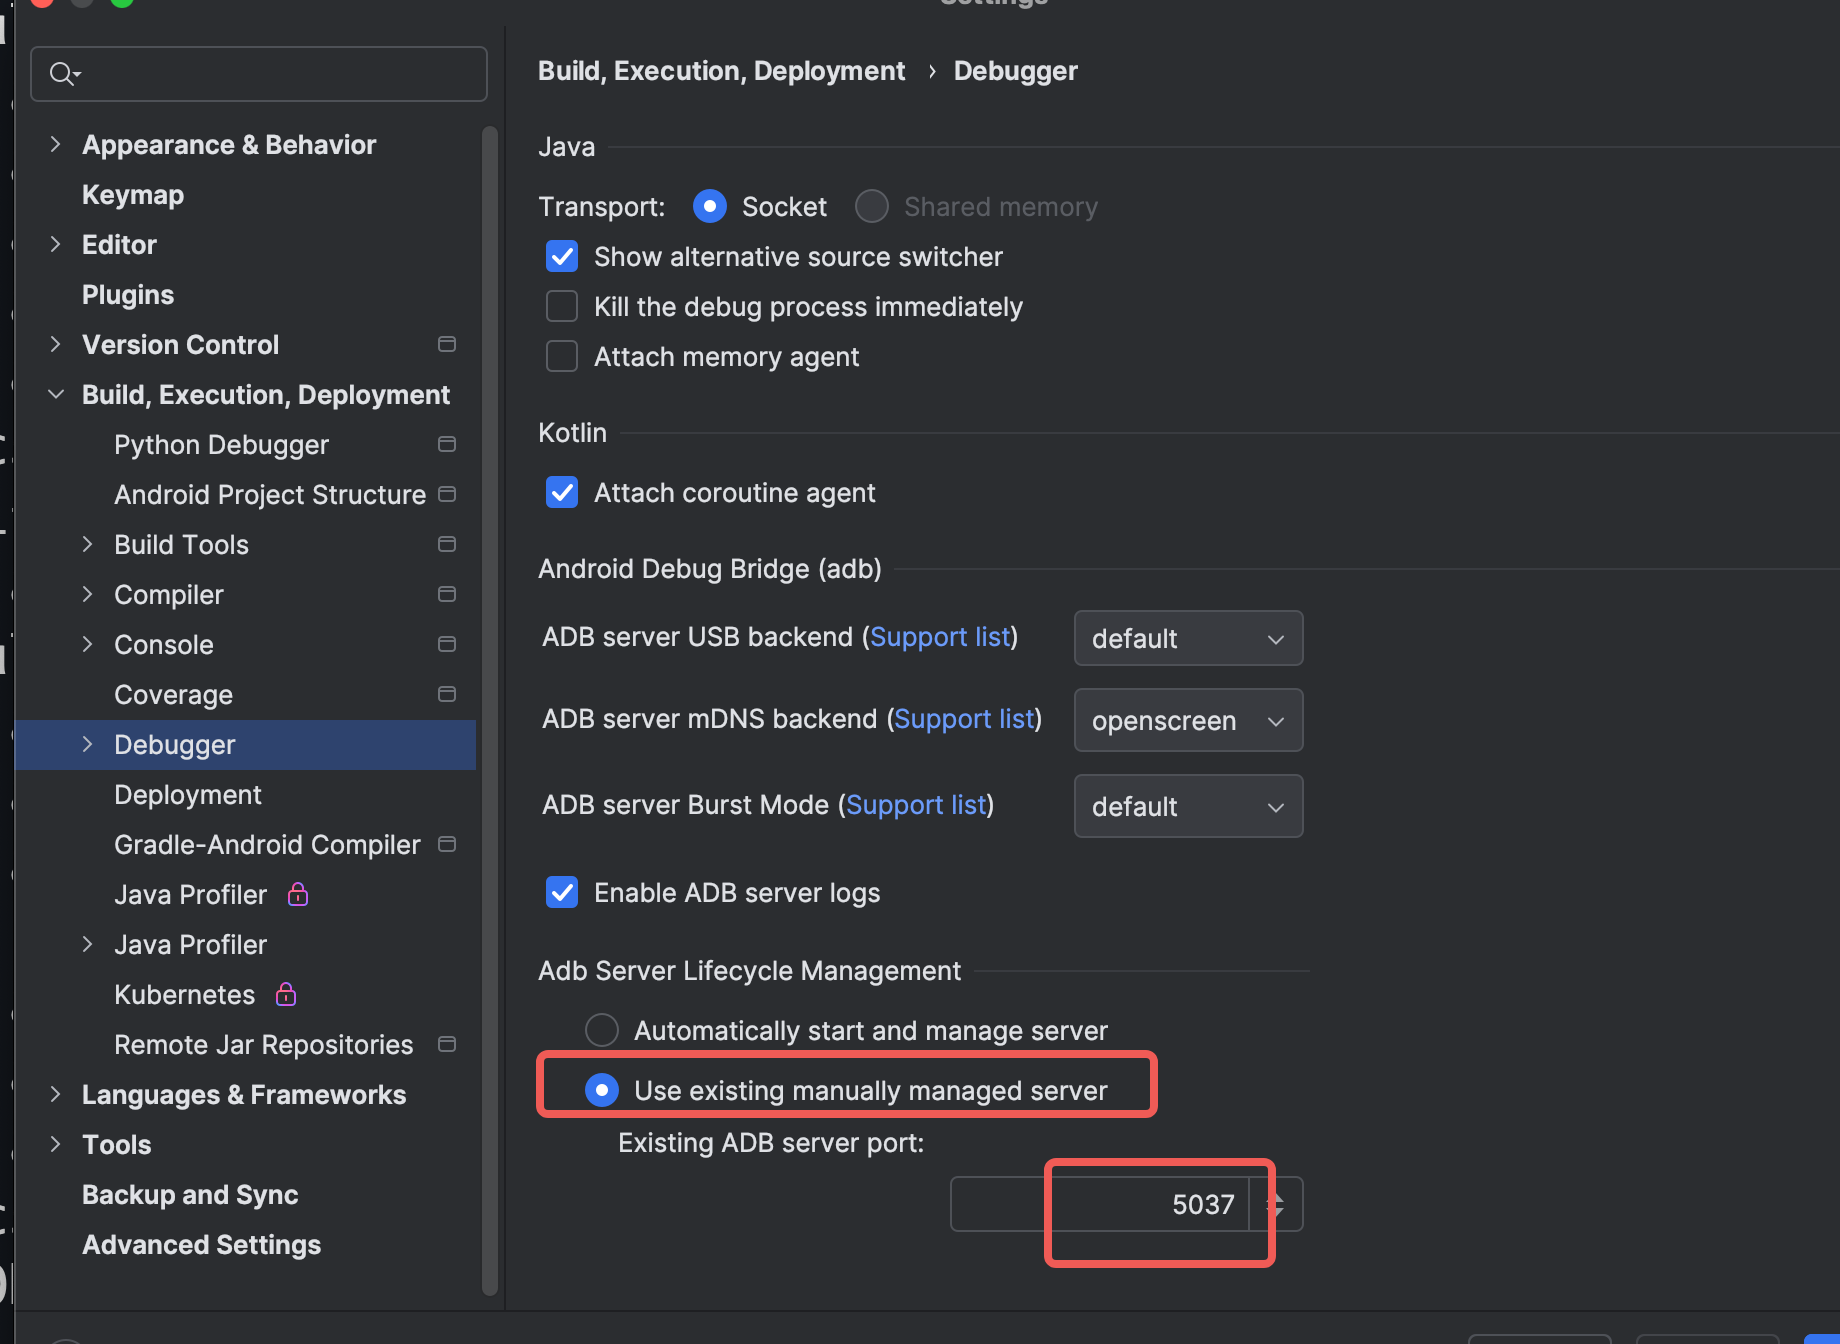 Settings
Appearance & Behavior
Keymap
Editor
Plugins
Version Control
Build, Execution, Deployment
Python Debugger
Android Project Structure
Build Tools
Compiler
Console
Coverage
Debugger
Deployment
Gradle-Android Compiler
Java Profiler
Java Profiler
Kubernetes
Remote Jar Repositories
Languages & Frameworks
Tools
Backup and Sync
Advanced Settings
Build, Execution, Deployment › Debugger
Java
Transport: Socket Shared memory
Show alternative source switcher
Kill the debug process immediately
Attach memory agent
Kotlin
Attach coroutine agent
Android Debug Bridge (adb)
ADB server USB backend (Support list) default
ADB server mDNS backend (Support list) openscreen
ADB server Burst Mode (Support list) default
Enable ADB server logs
Adb Server Lifecycle Management
Automatically start and manage server
Use existing manually managed server
Existing ADB server port:
5037